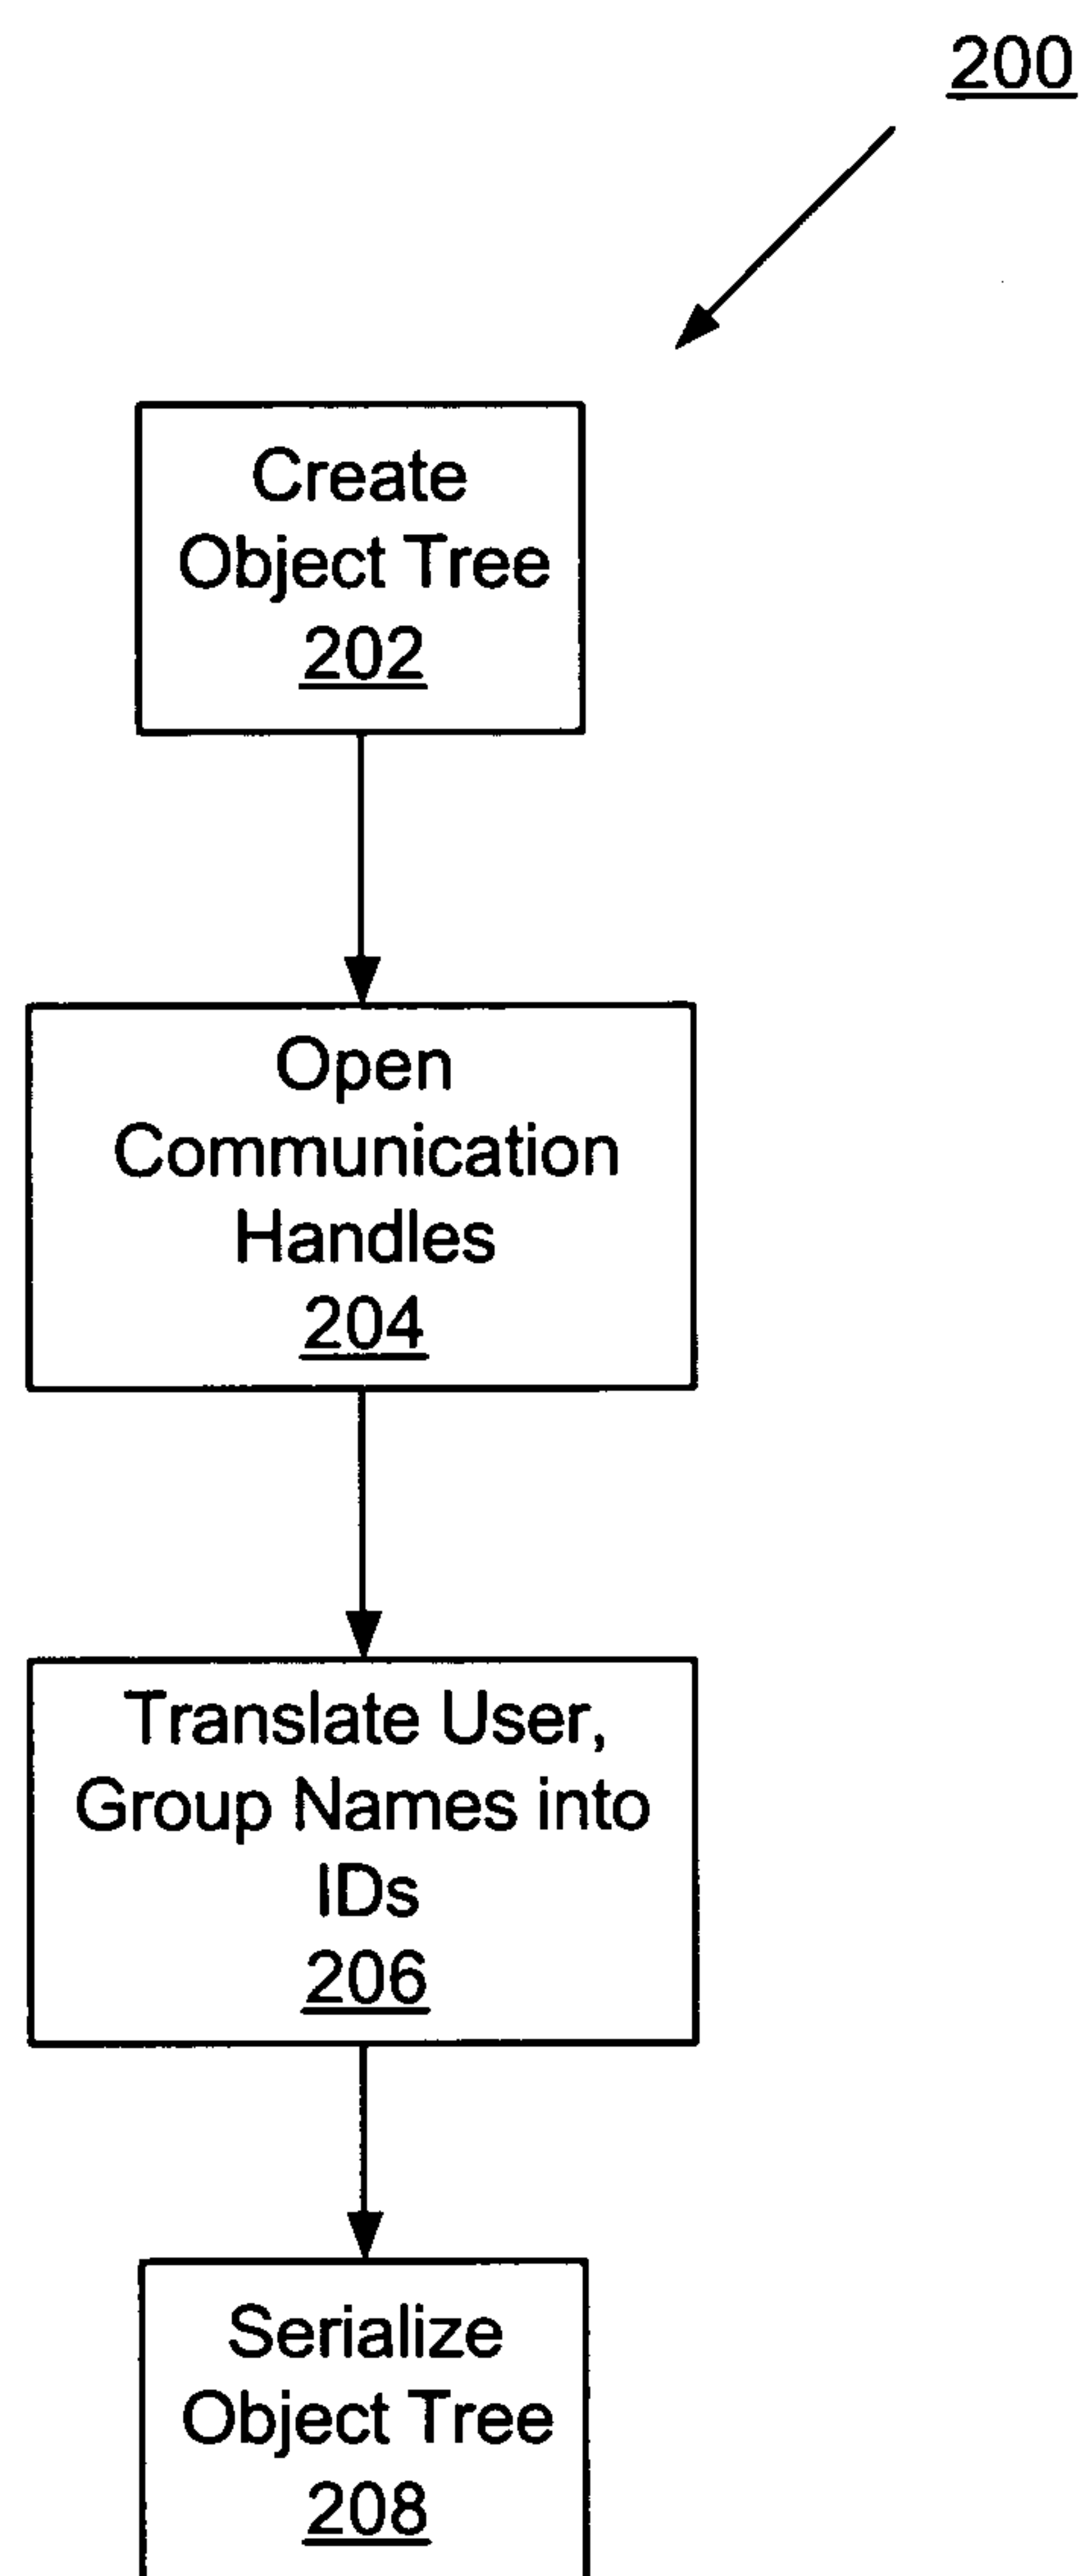 200
Create
Object Tree
202
Open
Communication
Handles
204
Translate User,
Group Names into
IDs
206
Serialize
Object Tree
208